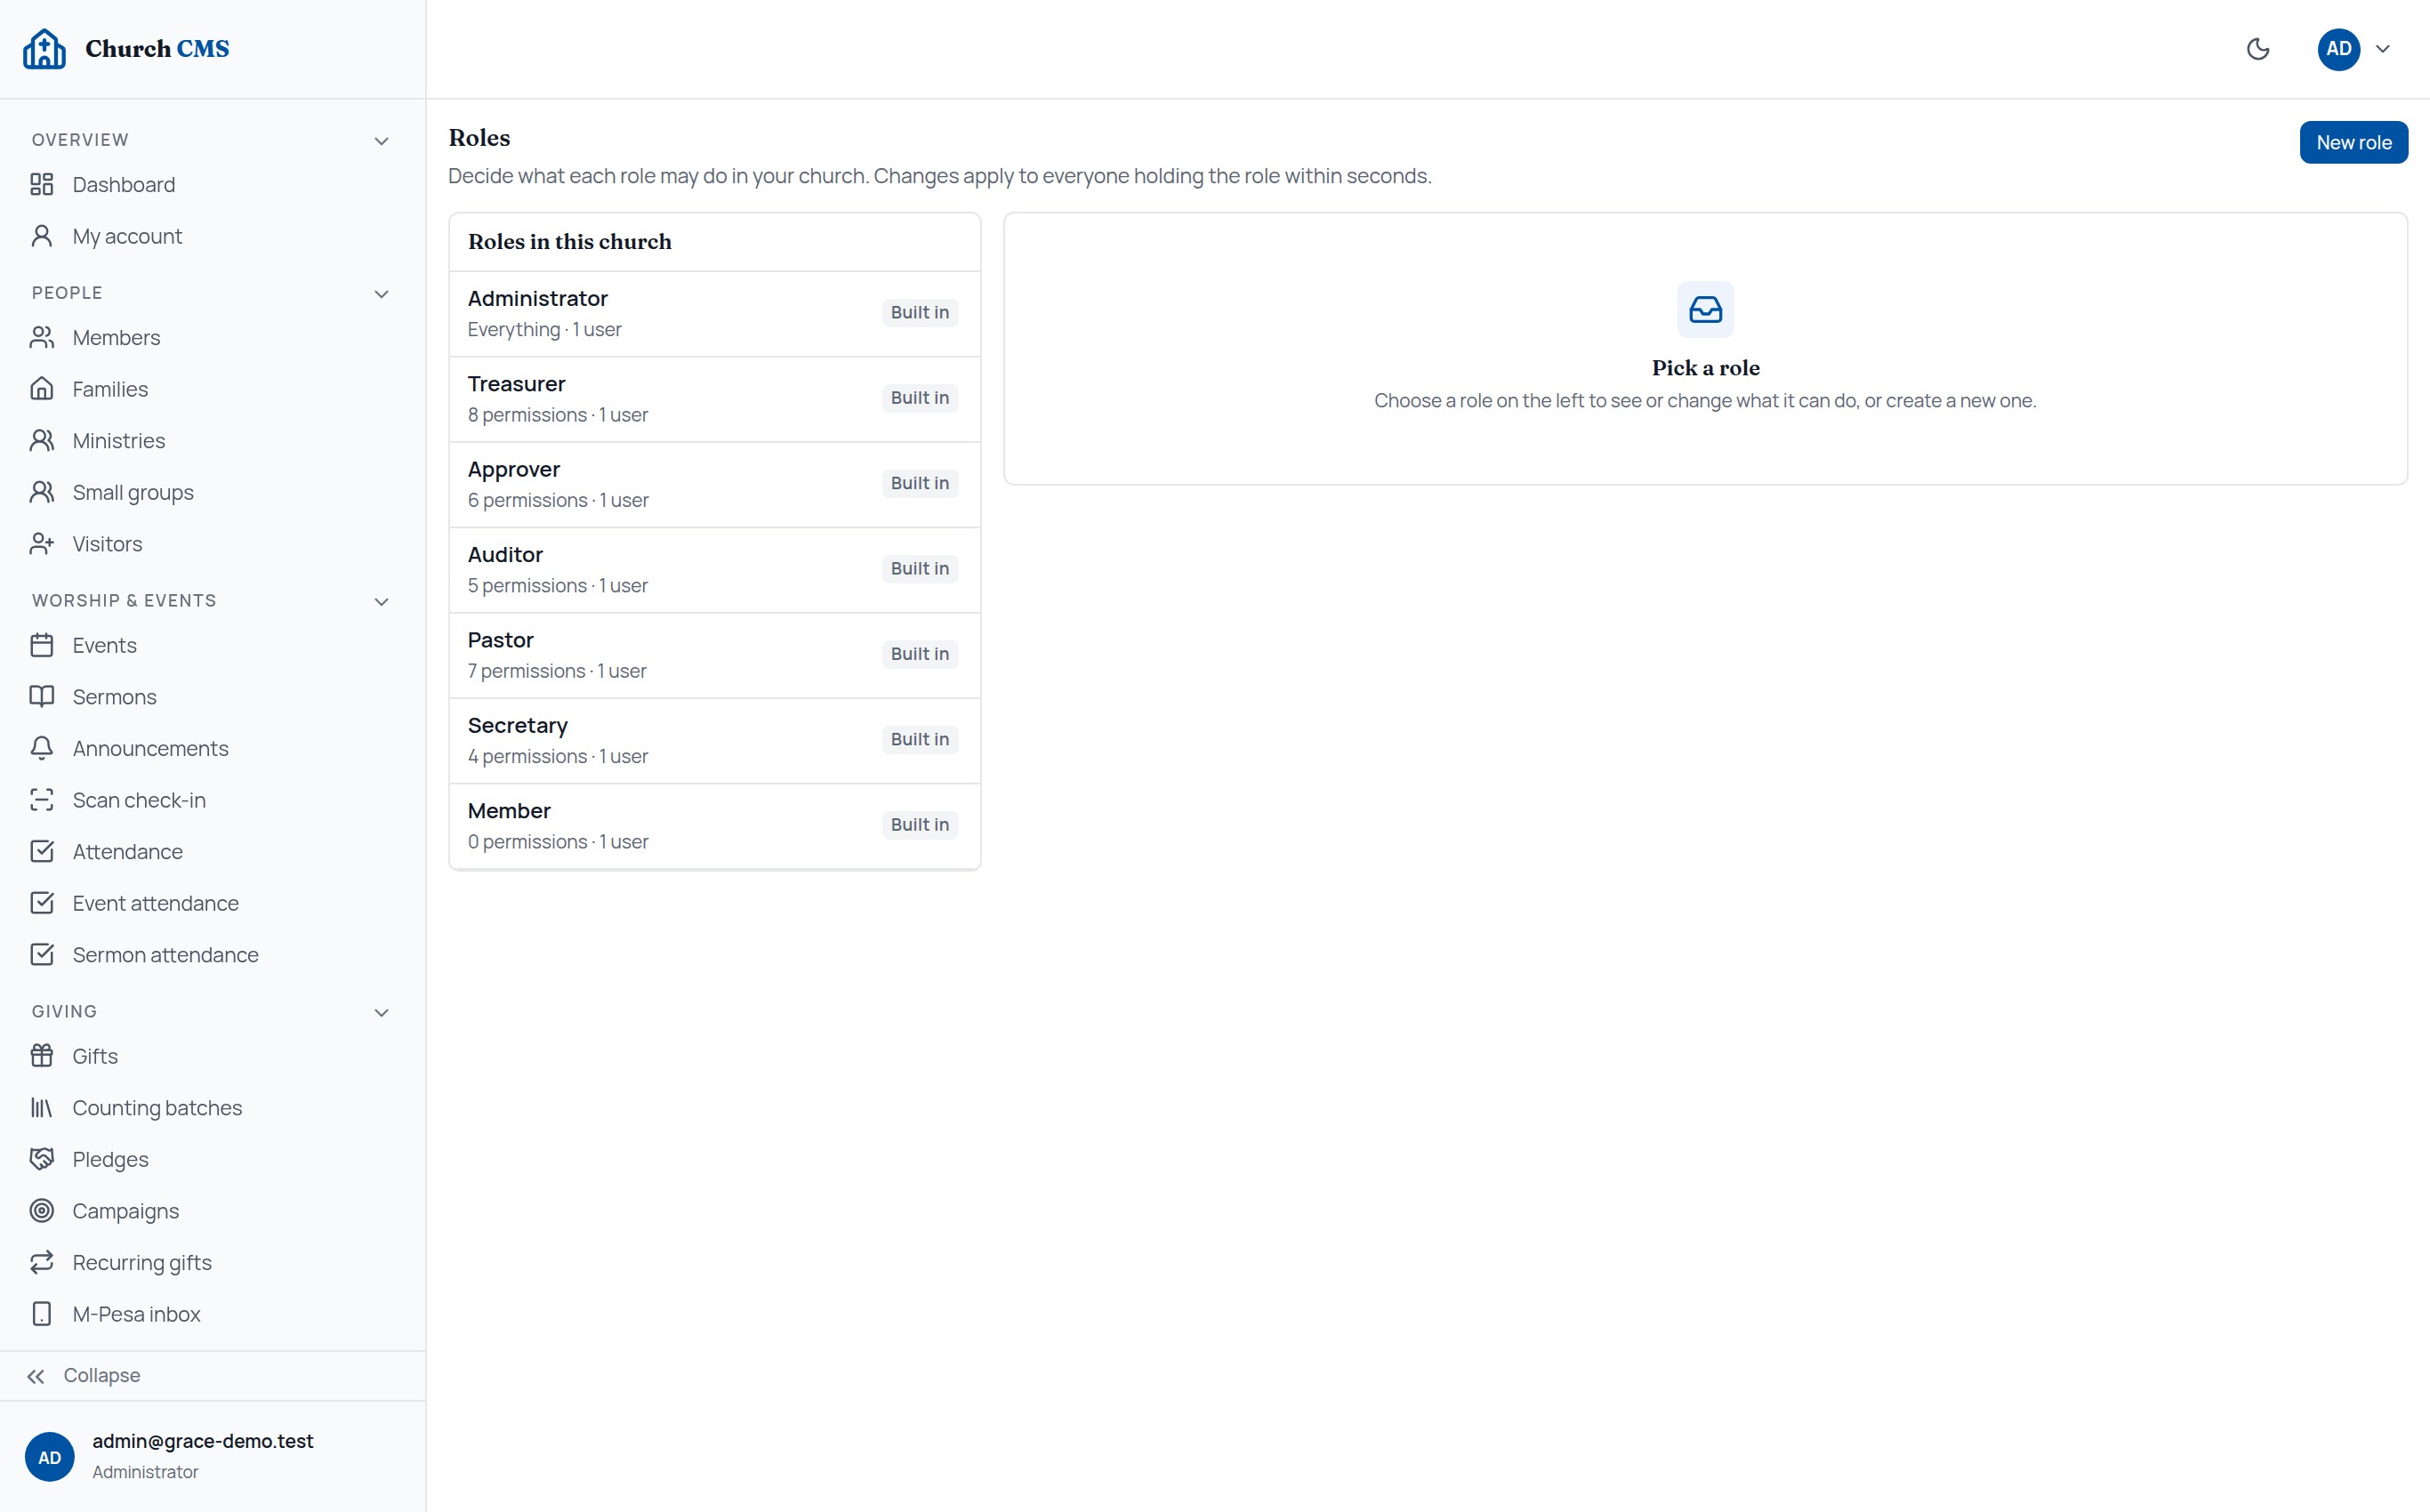 Church CMS
AD
OVERVIEW
Dashboard
My account
PEOPLE
Members
Families
Ministries
Small groups
Visitors
WORSHIP & EVENTS
Events
Sermons
Announcements
Scan check-in
Attendance
Event attendance
Sermon attendance
GIVING
Gifts
Counting batches
Pledges
Campaigns
Recurring gifts
M-Pesa inbox
Collapse
AD
admin@grace-demo.test
Administrator
Roles
Decide what each role may do in your church. Changes apply to everyone holding the role within seconds.
New role
Roles in this church
Administrator
Everything · 1 user
Built in
Treasurer
8 permissions · 1 user
Built in
Approver
6 permissions · 1 user
Built in
Auditor
5 permissions · 1 user
Built in
Pastor
7 permissions · 1 user
Built in
Secretary
4 permissions · 1 user
Built in
Member
0 permissions · 1 user
Built in
Pick a role
Choose a role on the left to see or change what it can do, or create a new one.